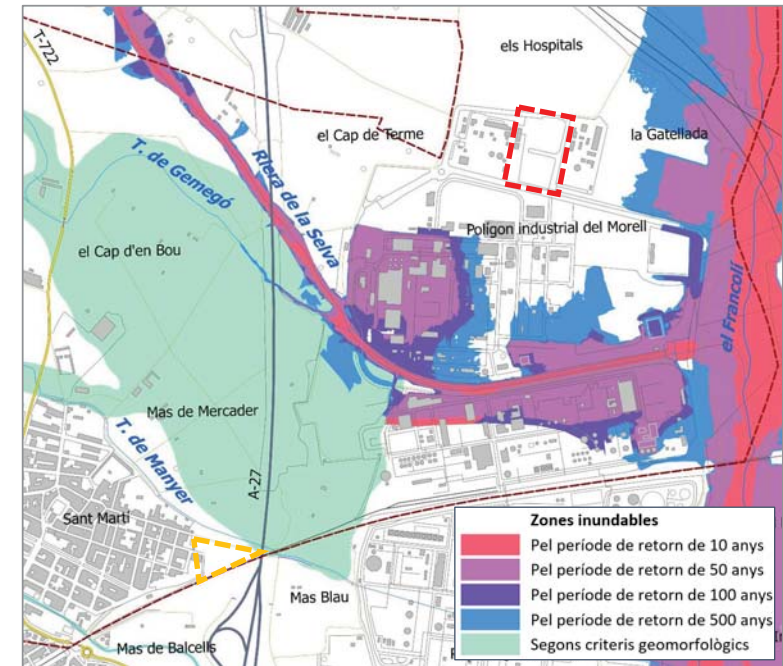 T-722
els Hospitals
el Cap de Terme
la Gatellada
T. de Gemegó
Riera de la Selva
Polígon industrial del Morell
el Cap d'en Bou
el Francolí
Mas de Mercader
T. de Manyer
A-27
Sant Martí
Mas Blau
Mas de Balcells
Zones inundables
Pel període de retorn de 10 anys
Pel període de retorn de 50 anys
Pel període de retorn de 100 anys
Pel període de retorn de 500 anys
Segons criteris geomorfològics